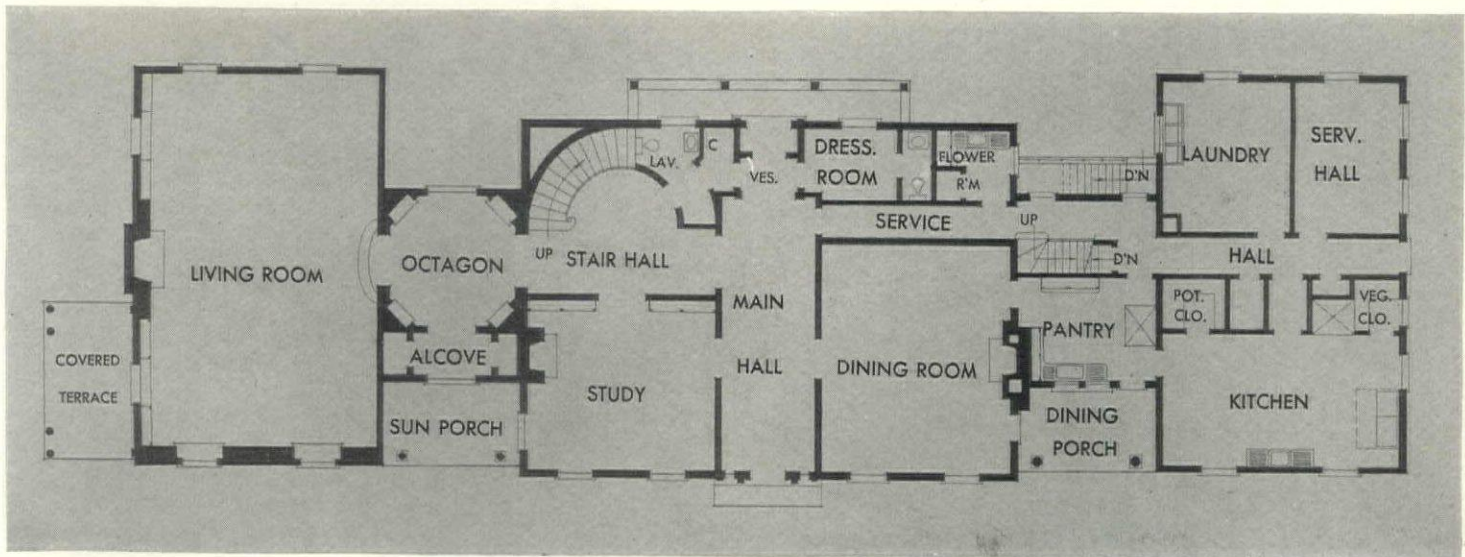 LIVING ROOM
COVERED
TERRACE
OCTAGON
ALCOVE
SUN PORCH
UP
STAIR HALL
LAV.
C
VES.
STUDY
MAIN
HALL
DRESS.
ROOM
FLOWER
R'M
SERVICE
UP
D'N
D'N
DINING ROOM
PANTRY
DINING
PORCH
LAUNDRY
SERV.
HALL
HALL
POT.
CLO.
VEG.
CLO.
KITCHEN